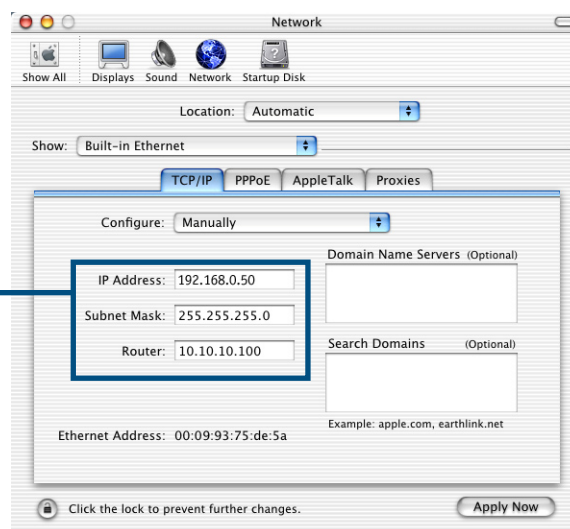 Network
Show All Displays Sound Network Startup Disk
Location: Automatic
Show: Built-in Ethernet
TCP/IP PPPoE AppleTalk Proxies
Configure: Manually
Domain Name Servers (Optional)
IP Address: 192.168.0.50
Subnet Mask: 255.255.255.0
Router: 10.10.10.100
Search Domains (Optional)
Example: apple.com, earthlink.net
Ethernet Address: 00:09:93:75:de:5a
Click the lock to prevent further changes.
Apply Now